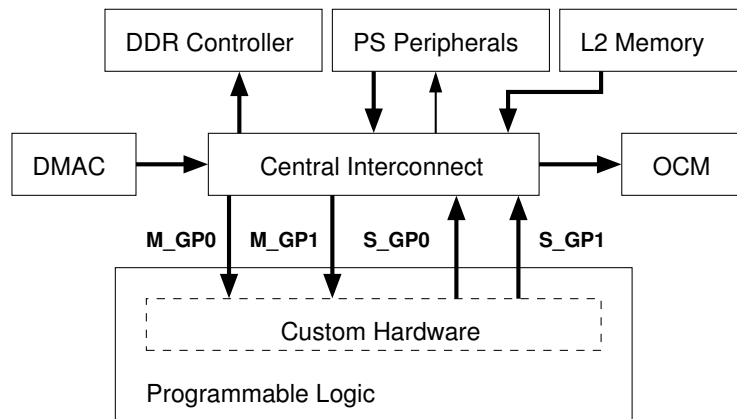 DDR Controller
PS Peripherals
L2 Memory
DMAC
Central Interconnect
OCM
M_GP0
M_GP1
S_GP0
S_GP1
Custom Hardware
Programmable Logic